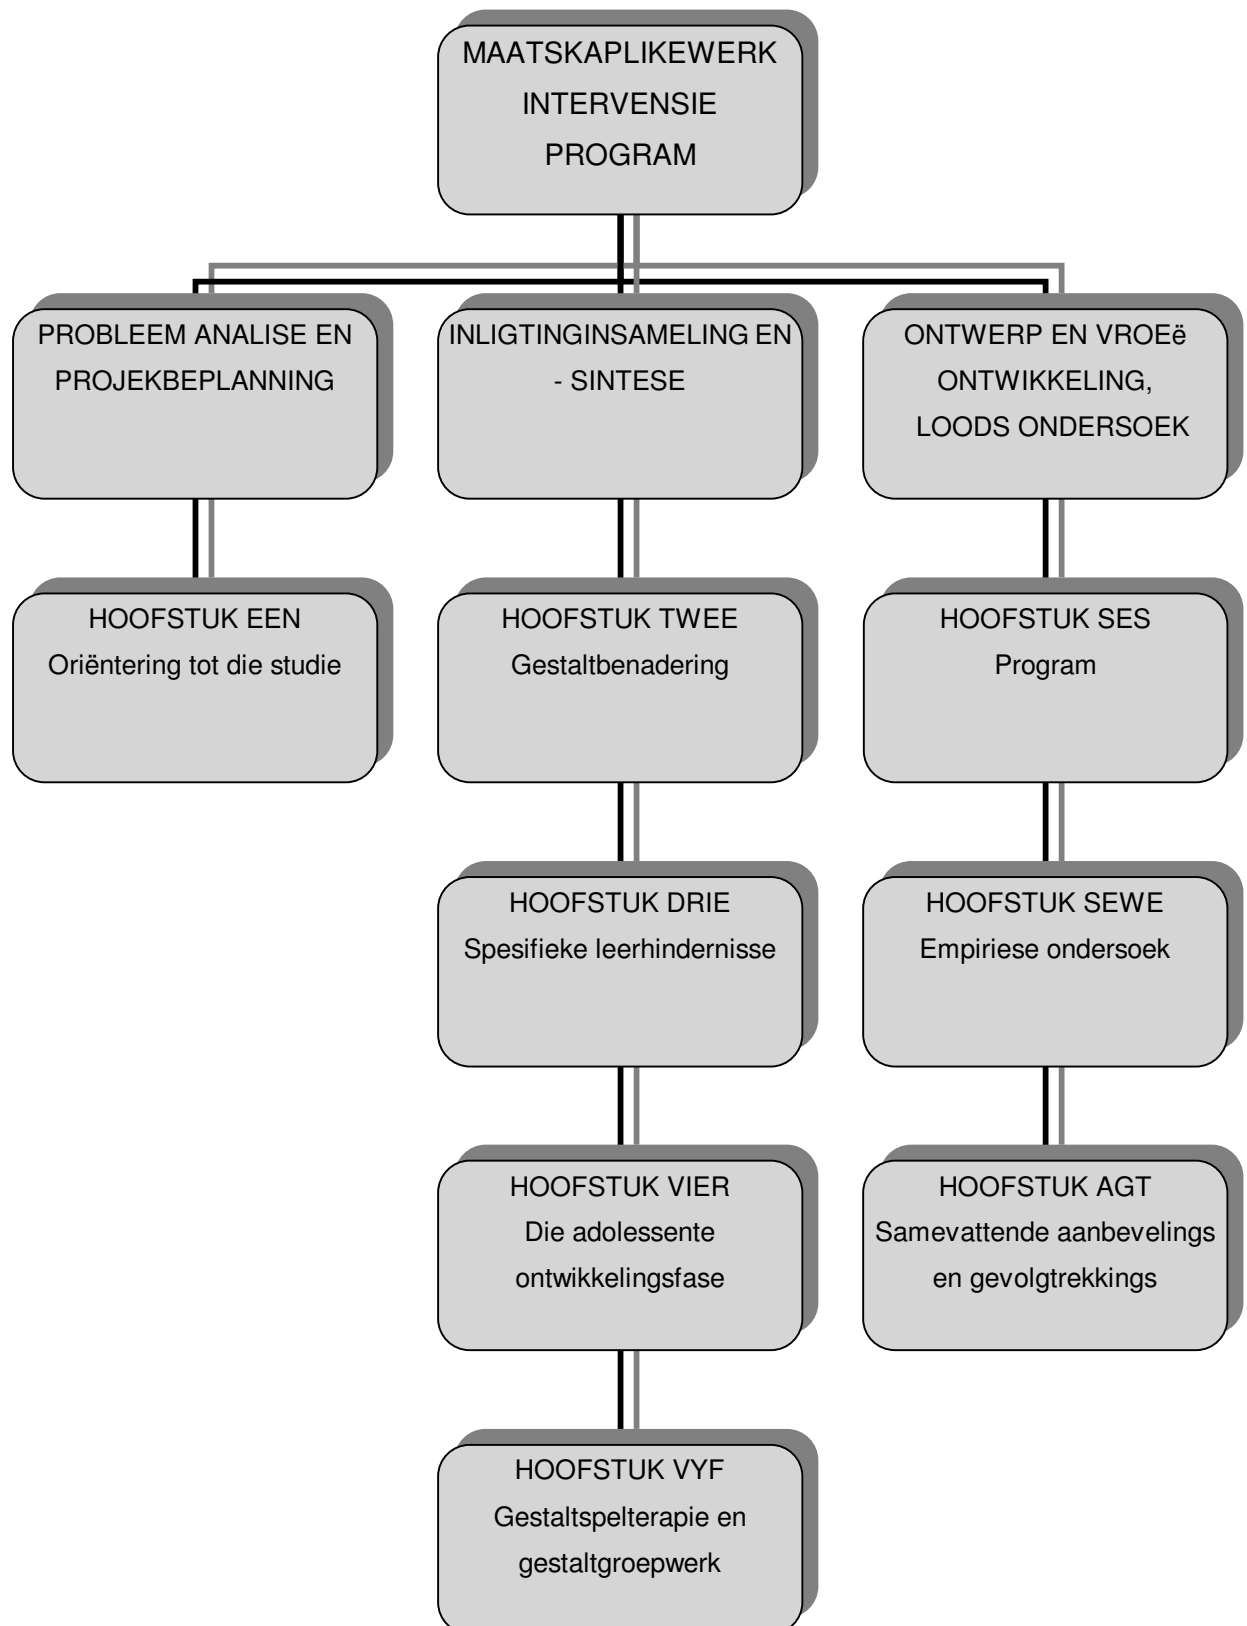 MAATSKAPLIKEWERK
INTERVENSIE
PROGRAM
PROBLEEM ANALISE EN
PROJEKBEPLANNING
INLIGTINGINSAMELING EN
- SINTESE
ONTWERP EN VROEë
ONTWIKKELING,
LOODS ONDERSOEK
HOOFSTUK EEN
Oriëntering tot die studie
HOOFSTUK TWEE
Gestaltbenadering
HOOFSTUK SES
Program
HOOFSTUK DRIE
Spesifieke leerhindernisse
HOOFSTUK SEWE
Empiriese ondersoek
HOOFSTUK VIER
Die adolessente
ontwikkelingsfase
HOOFSTUK AGT
Samevattende aanbevelings
en gevolgtrekkings
HOOFSTUK VYF
Gestaltspelterapie en
gestaltgroepwerk